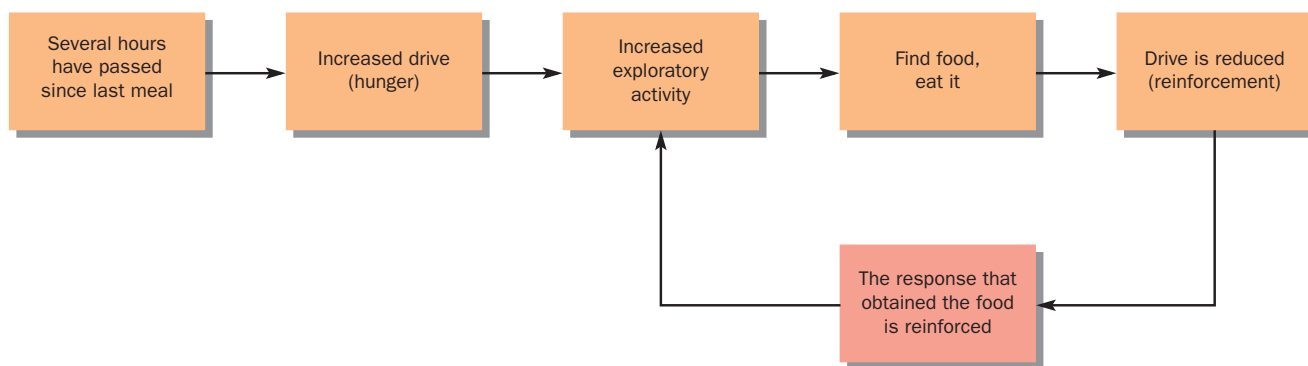 Several hours
have passed
since last meal
Increased drive
(hunger)
Increased
exploratory
activity
Find food,
eat it
Drive is reduced
(reinforcement)
The response that
obtained the food
is reinforced